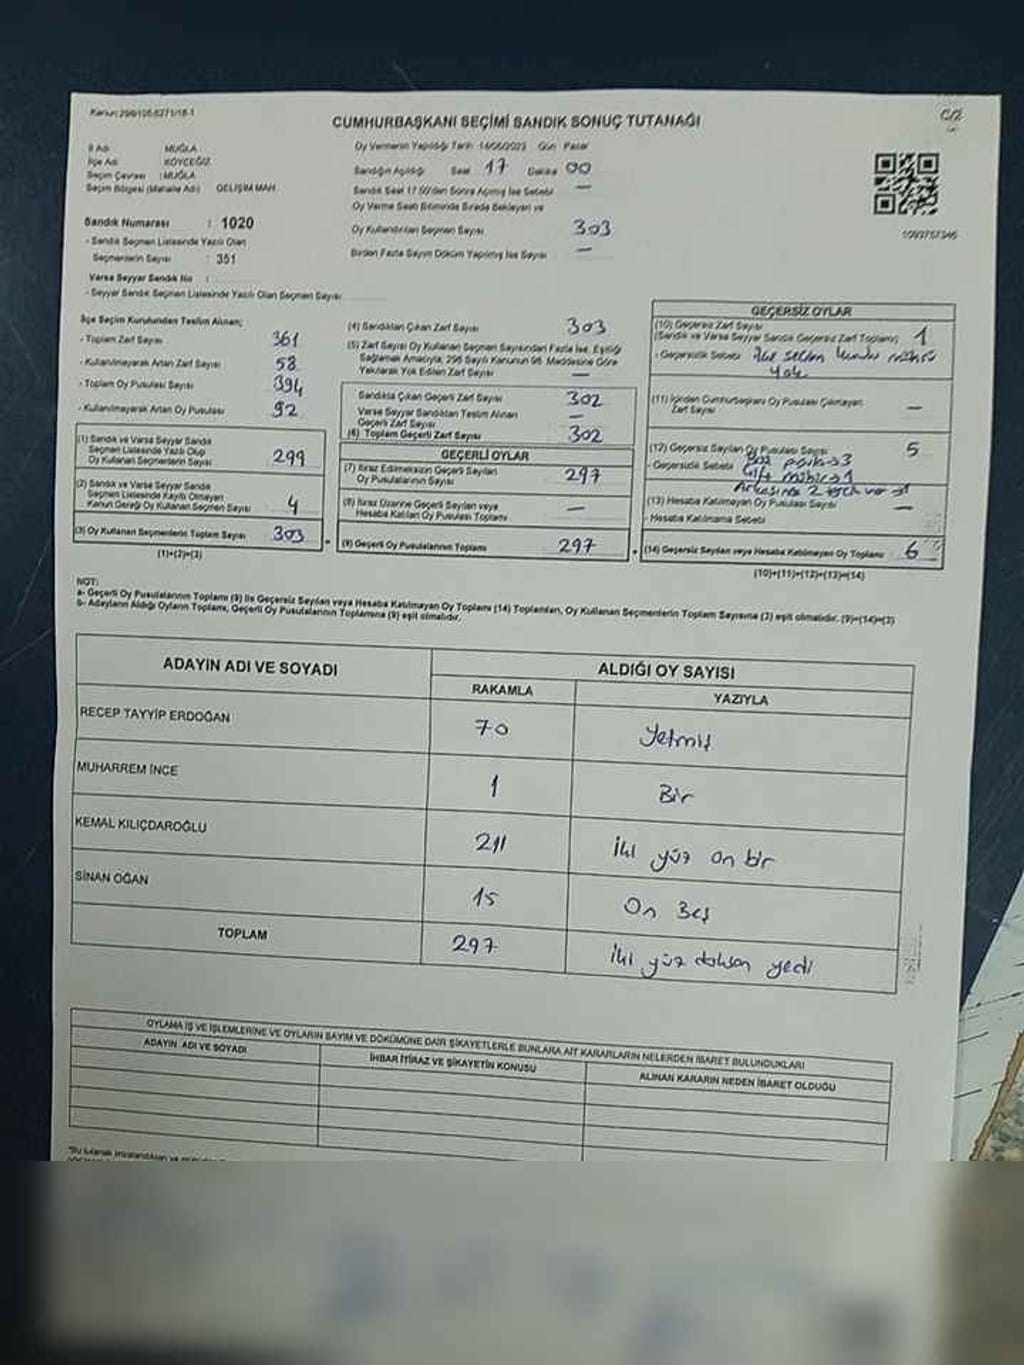 Kanun:298/105-6271/18-1
C/2
CUMHURBAŞKANI SEÇİMİ SANDIK SONUÇ TUTANAĞI
İl Adı : MUĞLA
İlçe Adı : KÖYCEĞİZ
Seçim Çevresi : MUĞLA
Seçim Bölgesi (Mahalle Adı) GELİŞİM MAH.
Sandık Numarası : 1020
- Sandık Seçmen Listesinde Yazılı Olan
Seçmenlerin Sayısı : 351
Varsa Seyyar Sandık No :
- Seyyar Sandık Seçmen Listesinde Yazılı Olan Seçmen Sayısı
Oy Vermenin Yapıldığı Tarih 14/05/2023 Gün Pazar
Sandığın Açıldığı Saat 17 Dakika 00
Sandık Saat 17.00'den Sonra Açılmış İse Sebebi —
Oy Verme Saati Bitiminde Sırada Bekleyen ve
Oy Kullandırılan Seçmen Sayısı 303
Birden Fazla Sayım Döküm Yapılmış İse Sayısı —
1093757346
İlçe Seçim Kurulundan Teslim Alınan;
- Toplam Zarf Sayısı 361
- Kullanılmayarak Artan Zarf Sayısı 58
- Toplam Oy Pusulası Sayısı 394
- Kullanılmayarak Artan Oy Pusulası 92
(1) Sandık ve Varsa Seyyar Sandık
Seçmen Listesinde Yazılı Olup
Oy Kullanan Seçmenlerin Sayısı 299
(2) Sandık ve Varsa Seyyar Sandık
Seçmen Listesinde Kayıtlı Olmayan
Kanun Gereği Oy Kullanan Seçmen Sayısı 4
(3) Oy Kullanan Seçmenlerin Toplam Sayısı 303
(1)+(2)=(3)
(4) Sandıktan Çıkan Zarf Sayısı 303
(5) Zarf Sayısı Oy Kullanan Seçmen Sayısından Fazla İse, Eşitliği
Sağlamak Amacıyla, 298 Sayılı Kanunun 98. Maddesine Göre
Yakılarak Yok Edilen Zarf Sayısı —
Sandıkta Çıkan Geçerli Zarf Sayısı 302
Varsa Seyyar Sandıktan Teslim Alınan
Geçerli Zarf Sayısı —
(6) Toplam Geçerli Zarf Sayısı 302
GEÇERLİ OYLAR
(7) İtiraz Edilmeksizin Geçerli Sayılan
Oy Pusulalarının Sayısı 297
(8) İtiraz Üzerine Geçerli Sayılan veya
Hesaba Katılan Oy Pusulası Toplamı —
(9) Geçerli Oy Pusulalarının Toplamı 297
GEÇERSİZ OYLAR
(10) Geçersiz Zarf Sayısı
(Sandık ve Varsa Seyyar Sandık Geçersiz Zarf Toplamı) 1
- Geçersizlik Sebebi İlçe seçim kurulu mührü
Yok
(11) İçinden Cumhurbaşkanı Oy Pusulası Çıkmayan
Zarf Sayısı —
(12) Geçersiz Sayılan Oy Pusulası Sayısı 5
- Geçersizlik Sebebi Boş pusula 3
Çift mühür 1
(13) Hesaba Katılmayan Oy Pusulası Sayısı —
- Hesaba Katılmama Sebebi
(14) Geçersiz Sayılan veya Hesaba Katılmayan Oy Toplamı 6
(10)+(11)+(12)+(13)=(14)
NOT:
a- Geçerli Oy Pusulalarının Toplamı (9) ile Geçersiz Sayılan veya Hesaba Katılmayan Oy Toplamı (14) Toplamları, Oy Kullanan Seçmenlerin Toplam Sayısına (3) eşit olmalıdır. (9)+(14)=(3)
b- Adayların Aldığı Oyların Toplamı, Geçerli Oy Pusulalarının Toplamına (9) eşit olmalıdır.
ADAYIN ADI VE SOYADI
ALDIĞI OY SAYISI
RAKAMLA YAZIYLA
RECEP TAYYİP ERDOĞAN 70 Yetmiş
MUHARREM İNCE 1 Bir
KEMAL KILIÇDAROĞLU 211 İki yüz on bir
SİNAN OĞAN 15 On Beş
TOPLAM 297 İki yüz doksan yedi
OYLAMA İŞ VE İŞLEMLERİNE VE OYLARIN SAYIM VE DÖKÜMÜNE DAİR ŞİKAYETLERLE BUNLARA AİT KARARLARIN NELERDEN İBARET BULUNDUKLARI
ADAYIN ADI VE SOYADI
İHBAR İTİRAZ VE ŞİKAYETİN KONUSU
ALINAN KARARIN NEDEN İBARET OLDUĞU